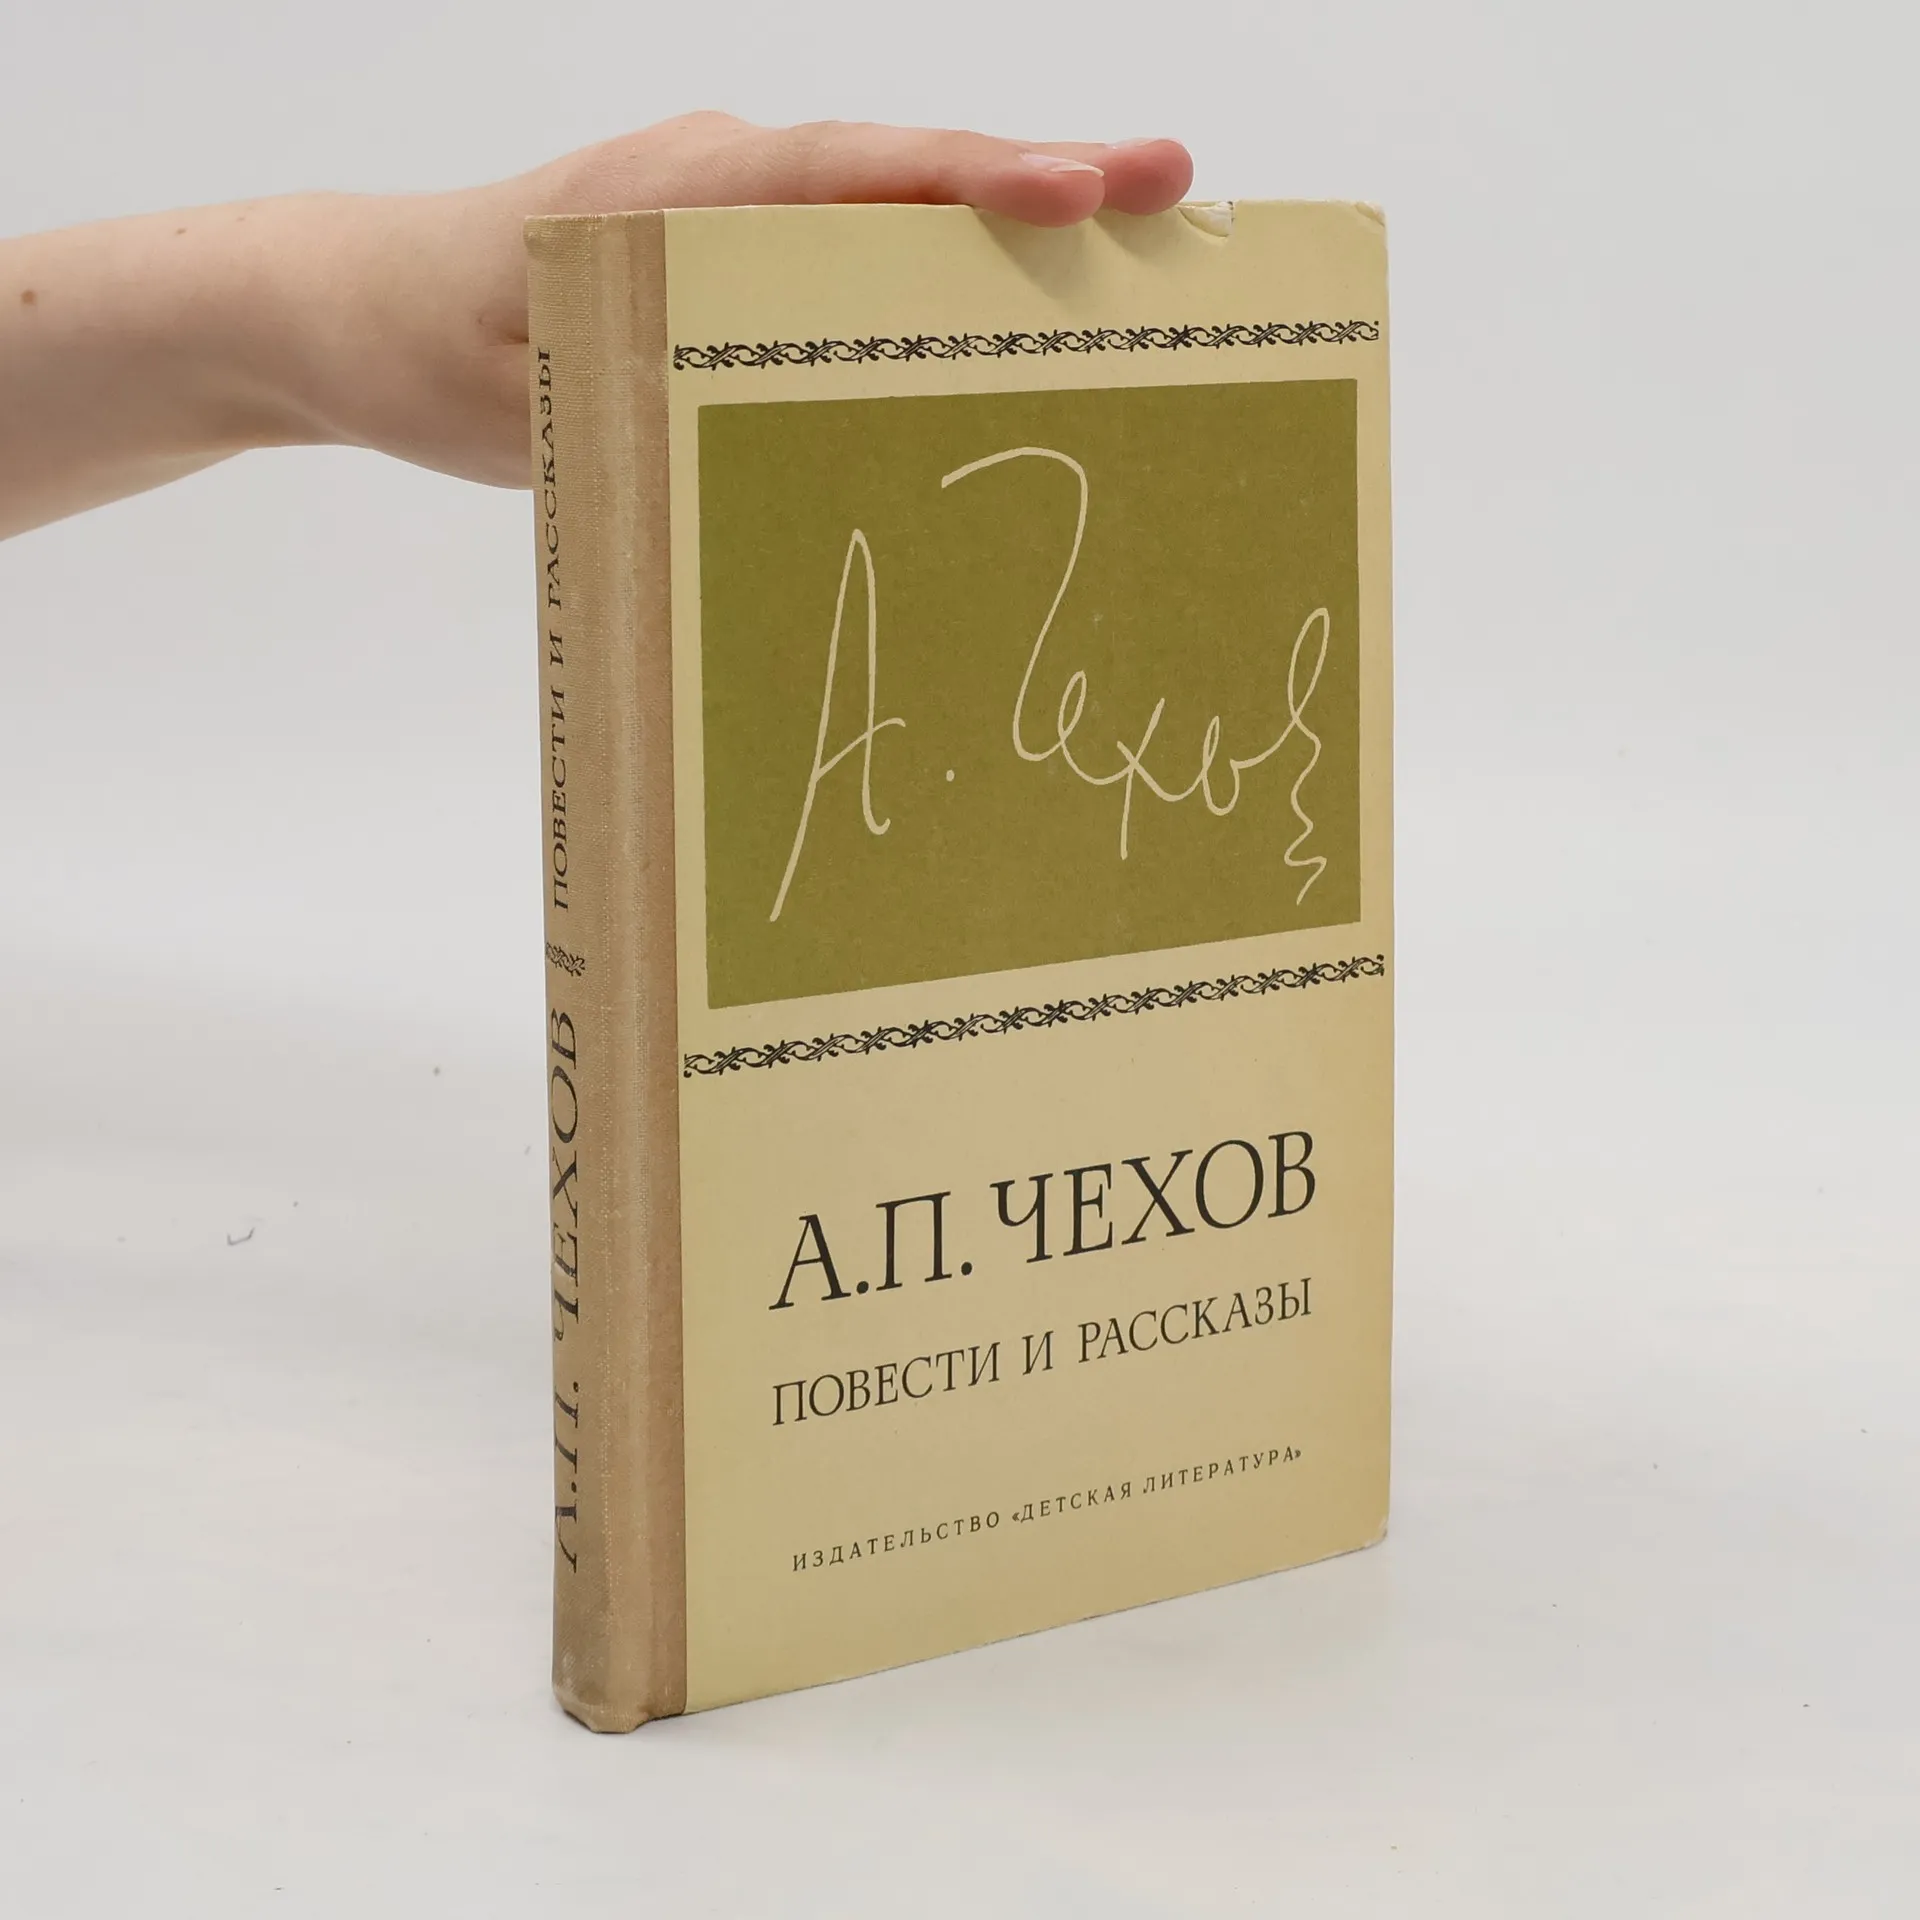 А. Чехов
А.П. ЧЕХОВ
ПОВЕСТИ И РАССКАЗЫ
ИЗДАТЕЛЬСТВО «ДЕТСКАЯ ЛИТЕРАТУРА»
А.П. ЧЕХОВ ПОВЕСТИ И РАССКАЗЫ